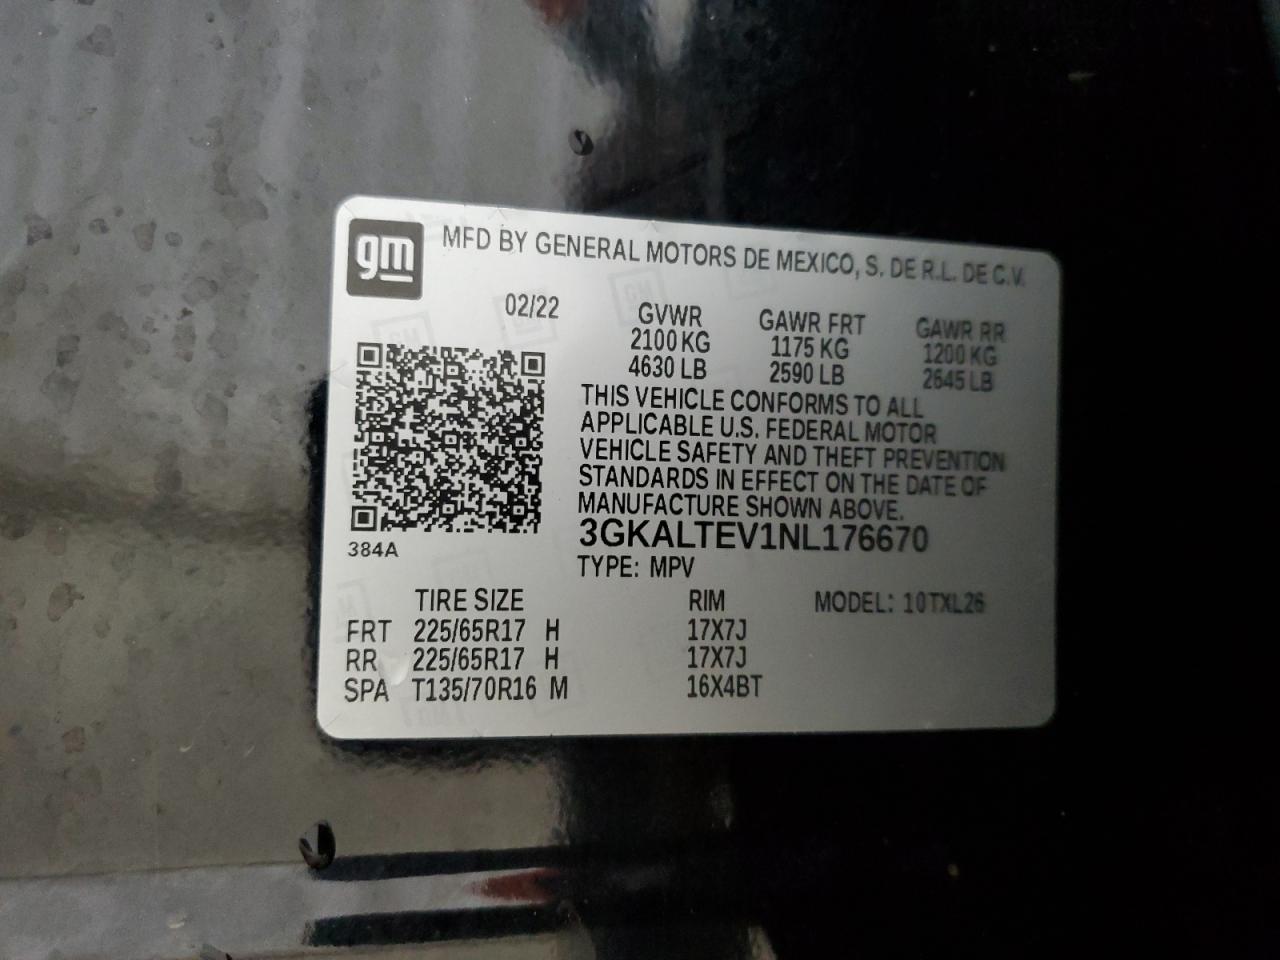 gm MFD BY GENERAL MOTORS DE MEXICO, S. DE R.L. DE C.V.
02/22 GVWR GAWR FRT GAWR RR
2100 KG 1175 KG 1200 KG
4630 LB 2590 LB 2645 LB
THIS VEHICLE CONFORMS TO ALL
APPLICABLE U.S. FEDERAL MOTOR
VEHICLE SAFETY AND THEFT PREVENTION
STANDARDS IN EFFECT ON THE DATE OF
MANUFACTURE SHOWN ABOVE.
3GKALTEV1NL176670
384A
TYPE: MPV
TIRE SIZE RIM MODEL: 10TXL26
FRT 225/65R17 H 17X7J
RR 225/65R17 H 17X7J
SPA T135/70R16 M 16X4BT